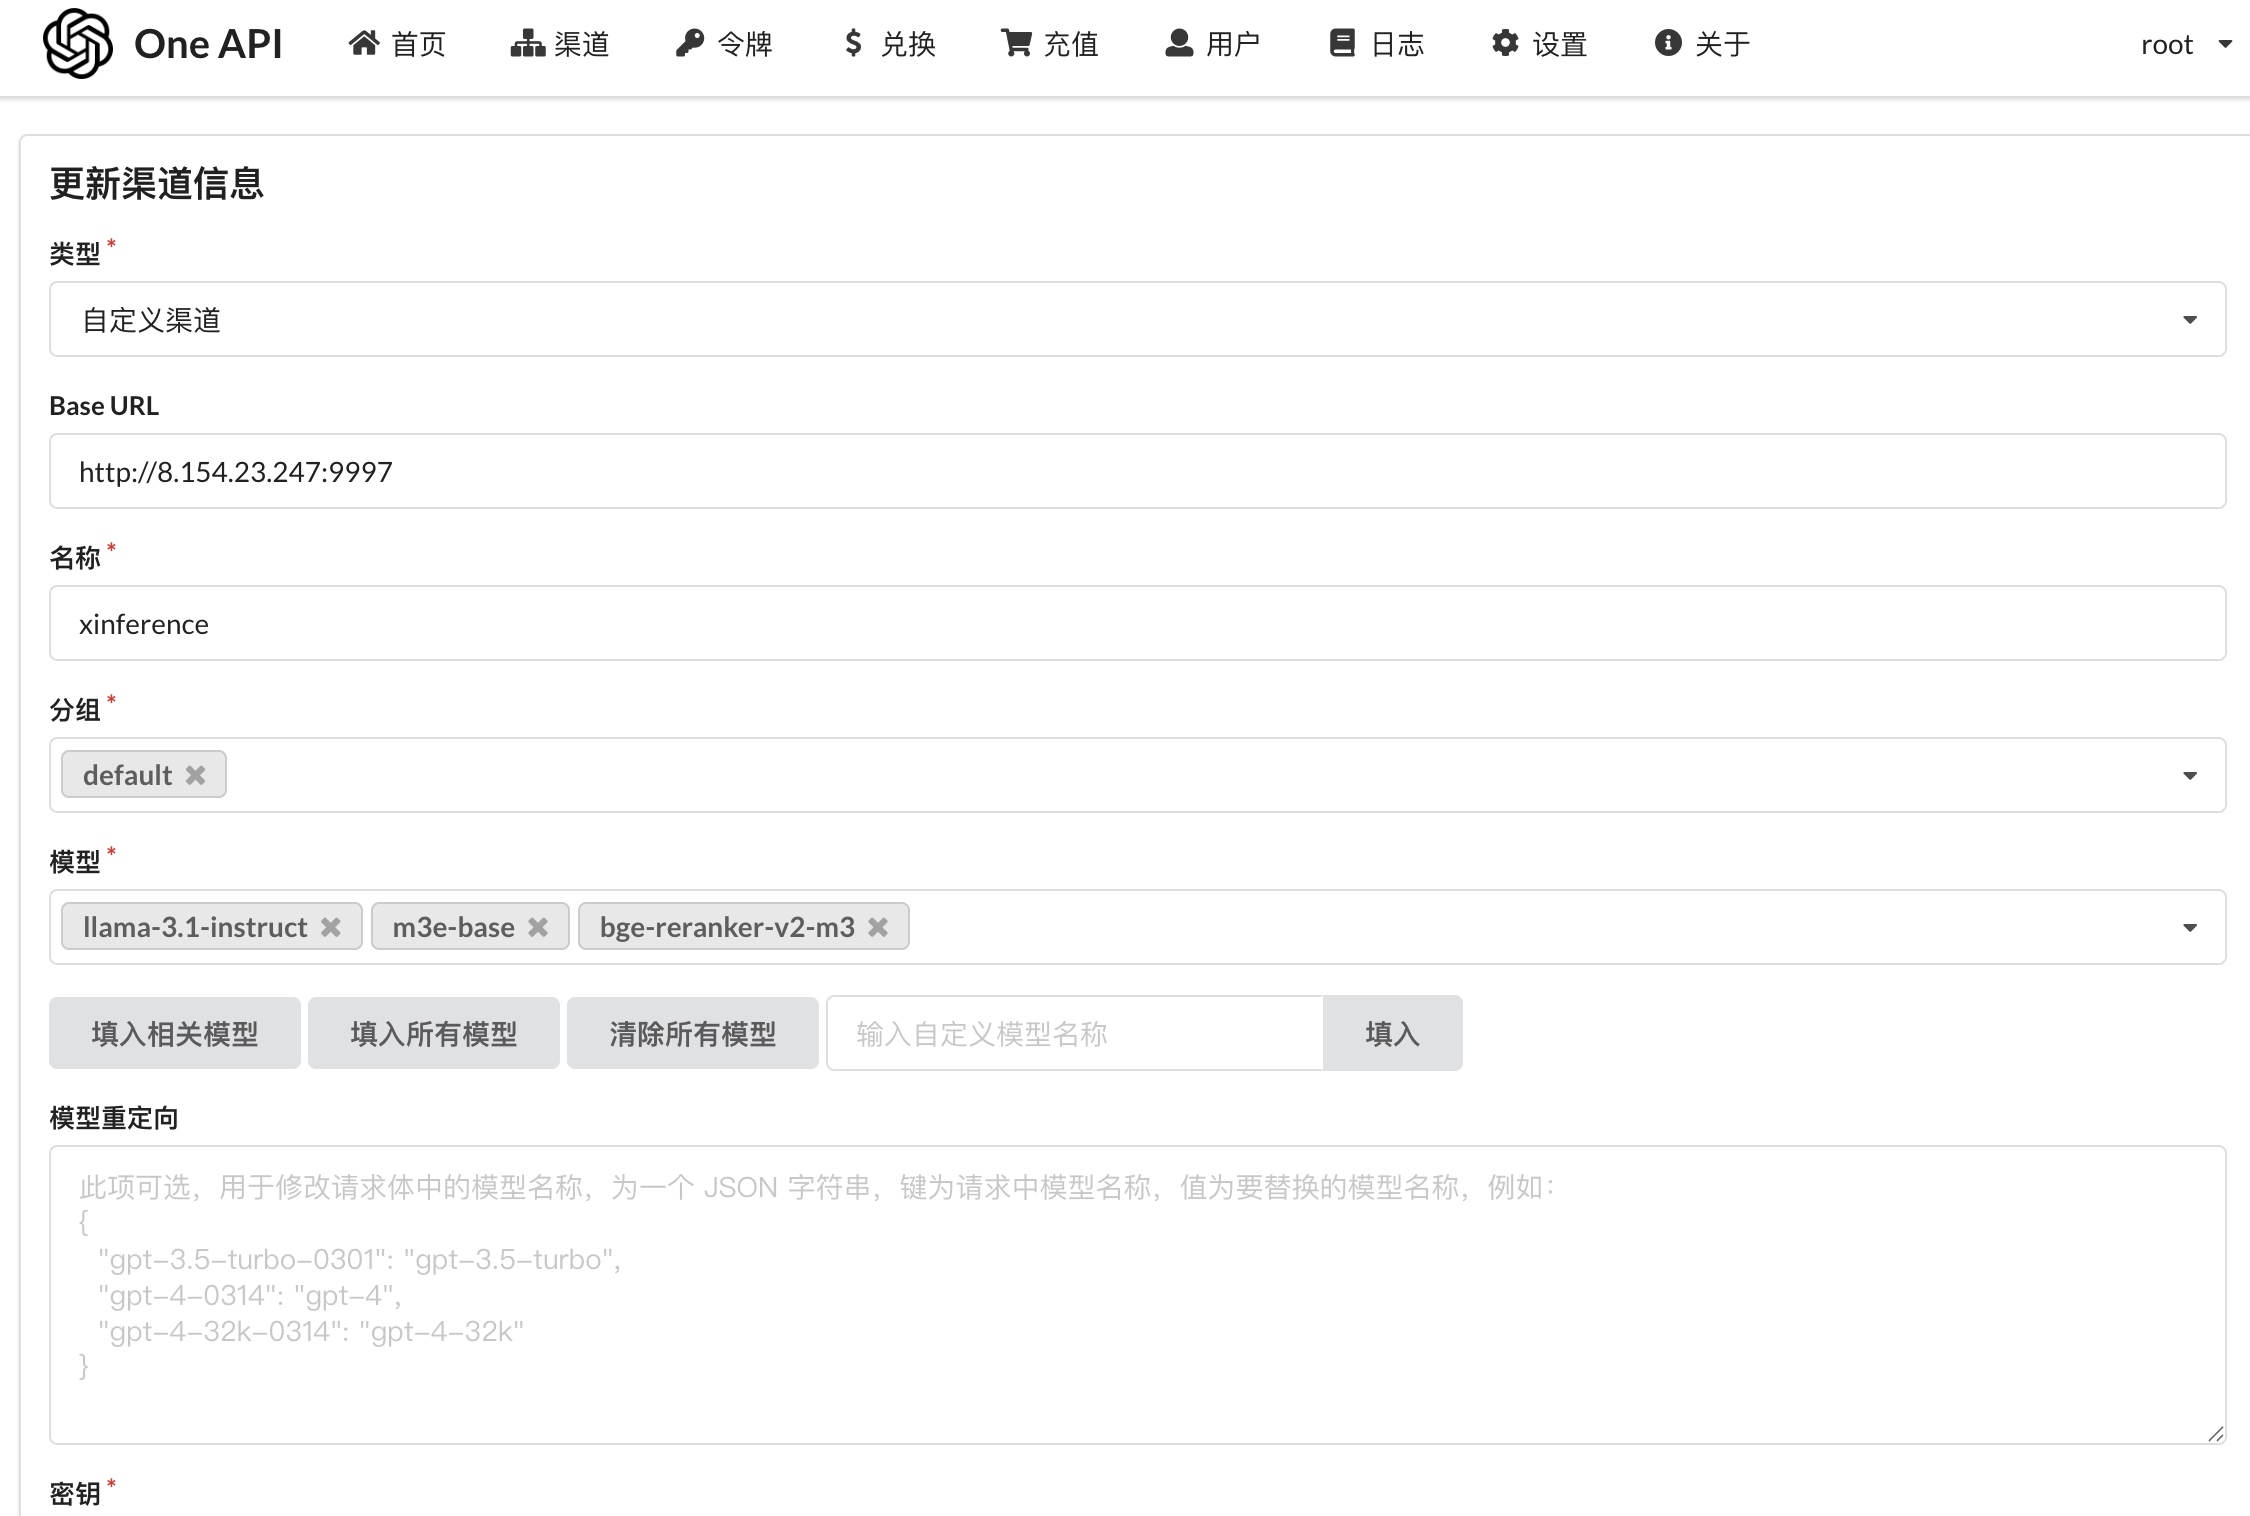 One API 首页 渠道 令牌 兑换 充值 用户 日志 设置 关于 root
更新渠道信息
类型 *
自定义渠道
Base URL
http://8.154.23.247:9997
名称 *
xinference
分组 *
default
模型 *
llama-3.1-instruct m3e-base bge-reranker-v2-m3
填入相关模型 填入所有模型 清除所有模型 输入自定义模型名称 填入
模型重定向
此项可选，用于修改请求体中的模型名称，为一个 JSON 字符串，键为请求中模型名称，值为要替换的模型名称，例如：
{
"gpt-3.5-turbo-0301": "gpt-3.5-turbo",
"gpt-4-0314": "gpt-4",
"gpt-4-32k-0314": "gpt-4-32k"
}
密钥 *